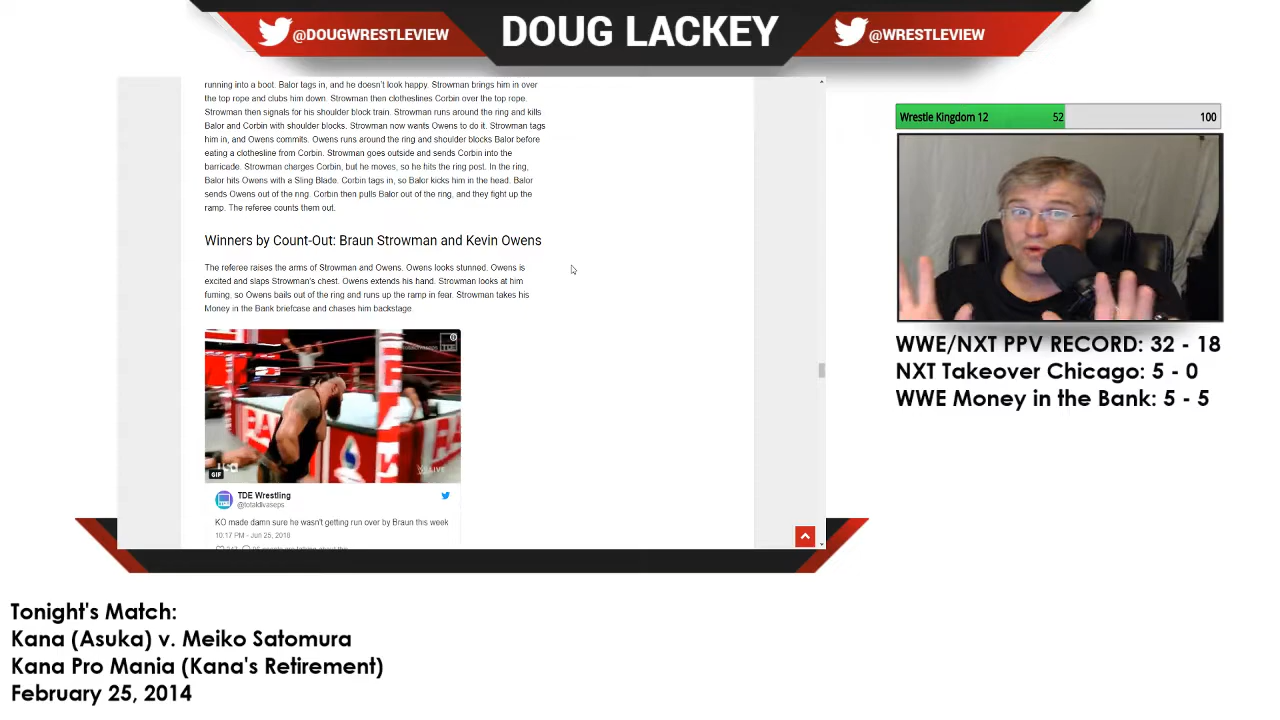 @DOUGWRESTLEVIEW
DOUG LACKEY
@WRESTLEVIEW
running into a boot. Balor tags in, and he doesn't look happy. Strowman brings him in over
the top rope and clubs him down. Strowman then clotheslines Corbin over the top rope.
Strowman then signals for his shoulder block train. Strowman runs around the ring and kills
Balor and Corbin with shoulder blocks. Strowman now wants Owens to do it. Strowman tags
him in, and Owens commits. Owens runs around the ring and shoulder blocks Balor before
eating a clothesline from Corbin. Strowman goes outside and sends Corbin into the
barricade. Strowman charges Corbin, but he moves, so he hits the ring post. In the ring,
Balor hits Owens with a Sling Blade. Corbin tags in, so Balor kicks him in the head. Balor
sends Owens out of the ring. Corbin then pulls Balor out of the ring, and they fight up the
ramp. The referee counts them out.
Winners by Count-Out: Braun Strowman and Kevin Owens
The referee raises the arms of Strowman and Owens. Owens looks stunned. Owens is
excited and slaps Strowman's chest. Owens extends his hand. Strowman looks at him
fuming, so Owens bails out of the ring and runs up the ramp in fear. Strowman takes his
Money in the Bank briefcase and chases him backstage
GIF
LIVE
TDE Wrestling
@totaldivaseps
KO made damn sure he wasn't getting run over by Braun this week
10:17 PM - Jun 25, 2018
Wrestle Kingdom 12 52 100
WWE/NXT PPV RECORD: 32 - 18
NXT Takeover Chicago: 5 - 0
WWE Money in the Bank: 5 - 5
Tonight's Match:
Kana (Asuka) v. Meiko Satomura
Kana Pro Mania (Kana's Retirement)
February 25, 2014